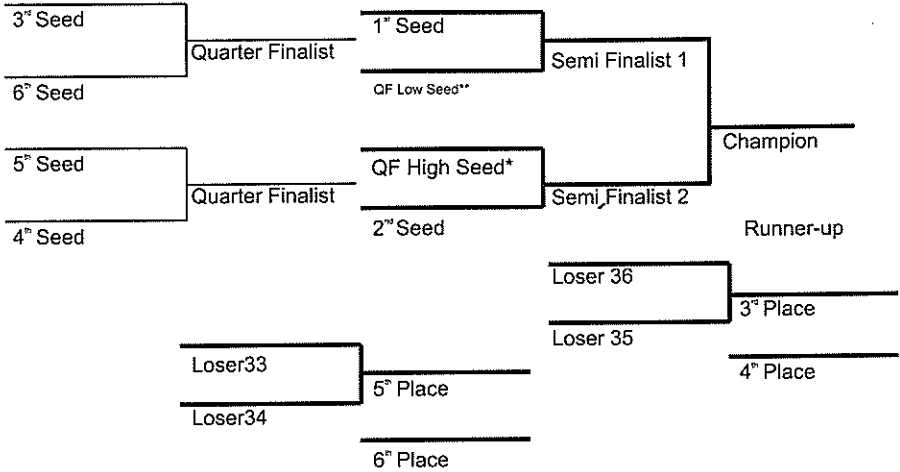 3rd Seed
Quarter Finalist
6th Seed
1st Seed
QF Low Seed**
Semi Finalist 1
5th Seed
Quarter Finalist
4th Seed
QF High Seed*
2nd Seed
Semi Finalist 2
Champion
Runner-up
Loser 36
Loser 35
3rd Place
4th Place
Loser33
Loser34
5th Place
6th Place